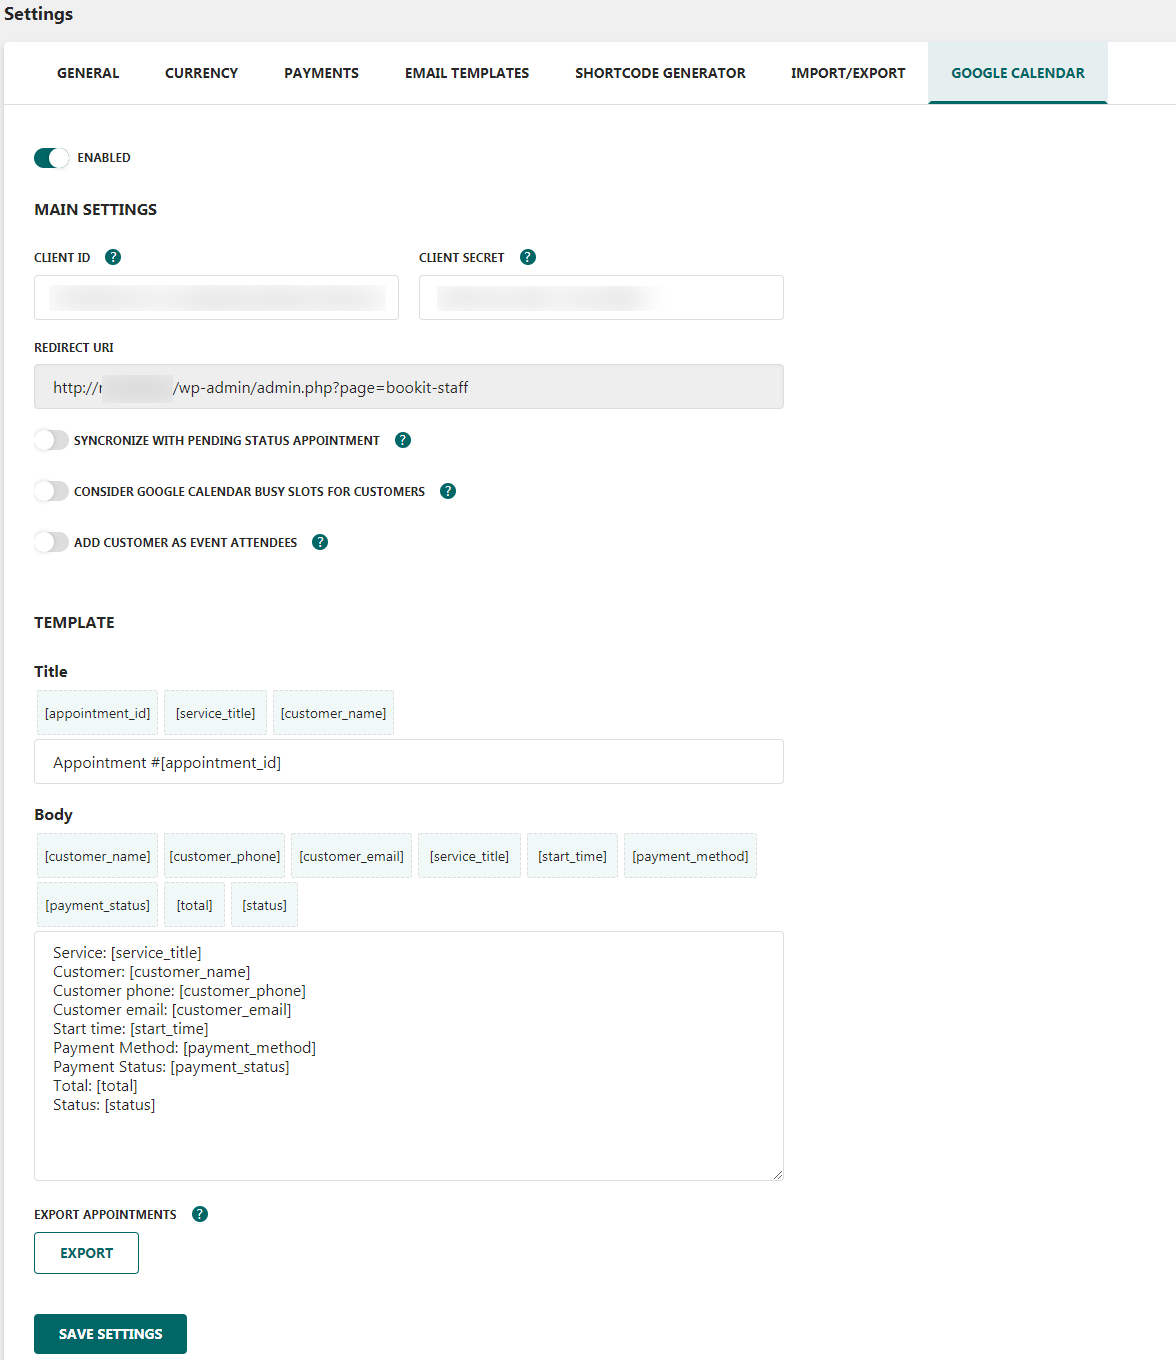 Settings
GENERAL CURRENCY PAYMENTS EMAIL TEMPLATES SHORTCODE GENERATOR IMPORT/EXPORT GOOGLE CALENDAR
ENABLED
MAIN SETTINGS
CLIENT ID ? CLIENT SECRET ?
REDIRECT URI
http://r /wp-admin/admin.php?page=bookit-staff
SYNCRONIZE WITH PENDING STATUS APPOINTMENT ?
CONSIDER GOOGLE CALENDAR BUSY SLOTS FOR CUSTOMERS ?
ADD CUSTOMER AS EVENT ATTENDEES ?
TEMPLATE
Title
[appointment_id] [service_title] [customer_name]
Appointment #[appointment_id]
Body
[customer_name] [customer_phone] [customer_email] [service_title] [start_time] [payment_method]
[payment_status] [total] [status]
Service: [service_title]
Customer: [customer_name]
Customer phone: [customer_phone]
Customer email: [customer_email]
Start time: [start_time]
Payment Method: [payment_method]
Payment Status: [payment_status]
Total: [total]
Status: [status]
EXPORT APPOINTMENTS ?
EXPORT
SAVE SETTINGS